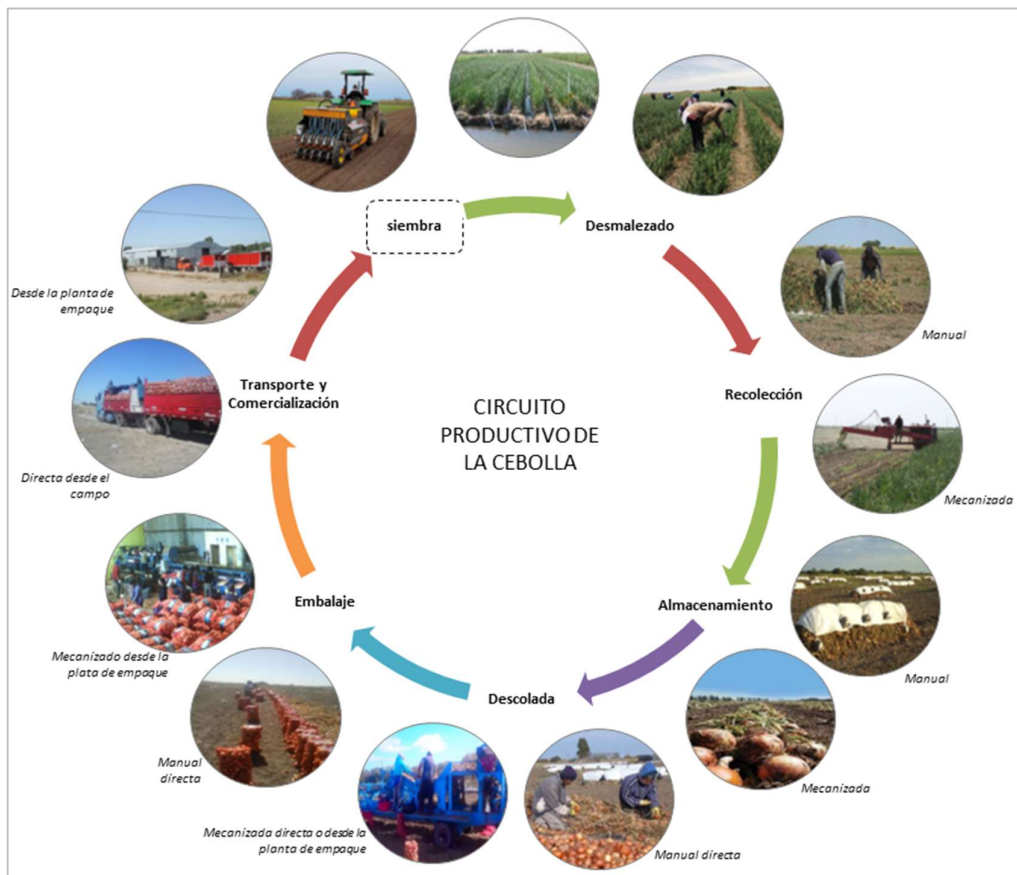 siembra
Desmalezado
Manual
Recolección
Mecanizada
Almacenamiento
Manual
Mecanizada
Descolada
Manual directa
Mecanizada directa o desde la
planta de empaque
Embalaje
Manual
directa
Mecanizado desde la
plata de empaque
Transporte y
Comercialización
Directa desde el
campo
Desde la planta de
empaque
CIRCUITO
PRODUCTIVO DE
LA CEBOLLA